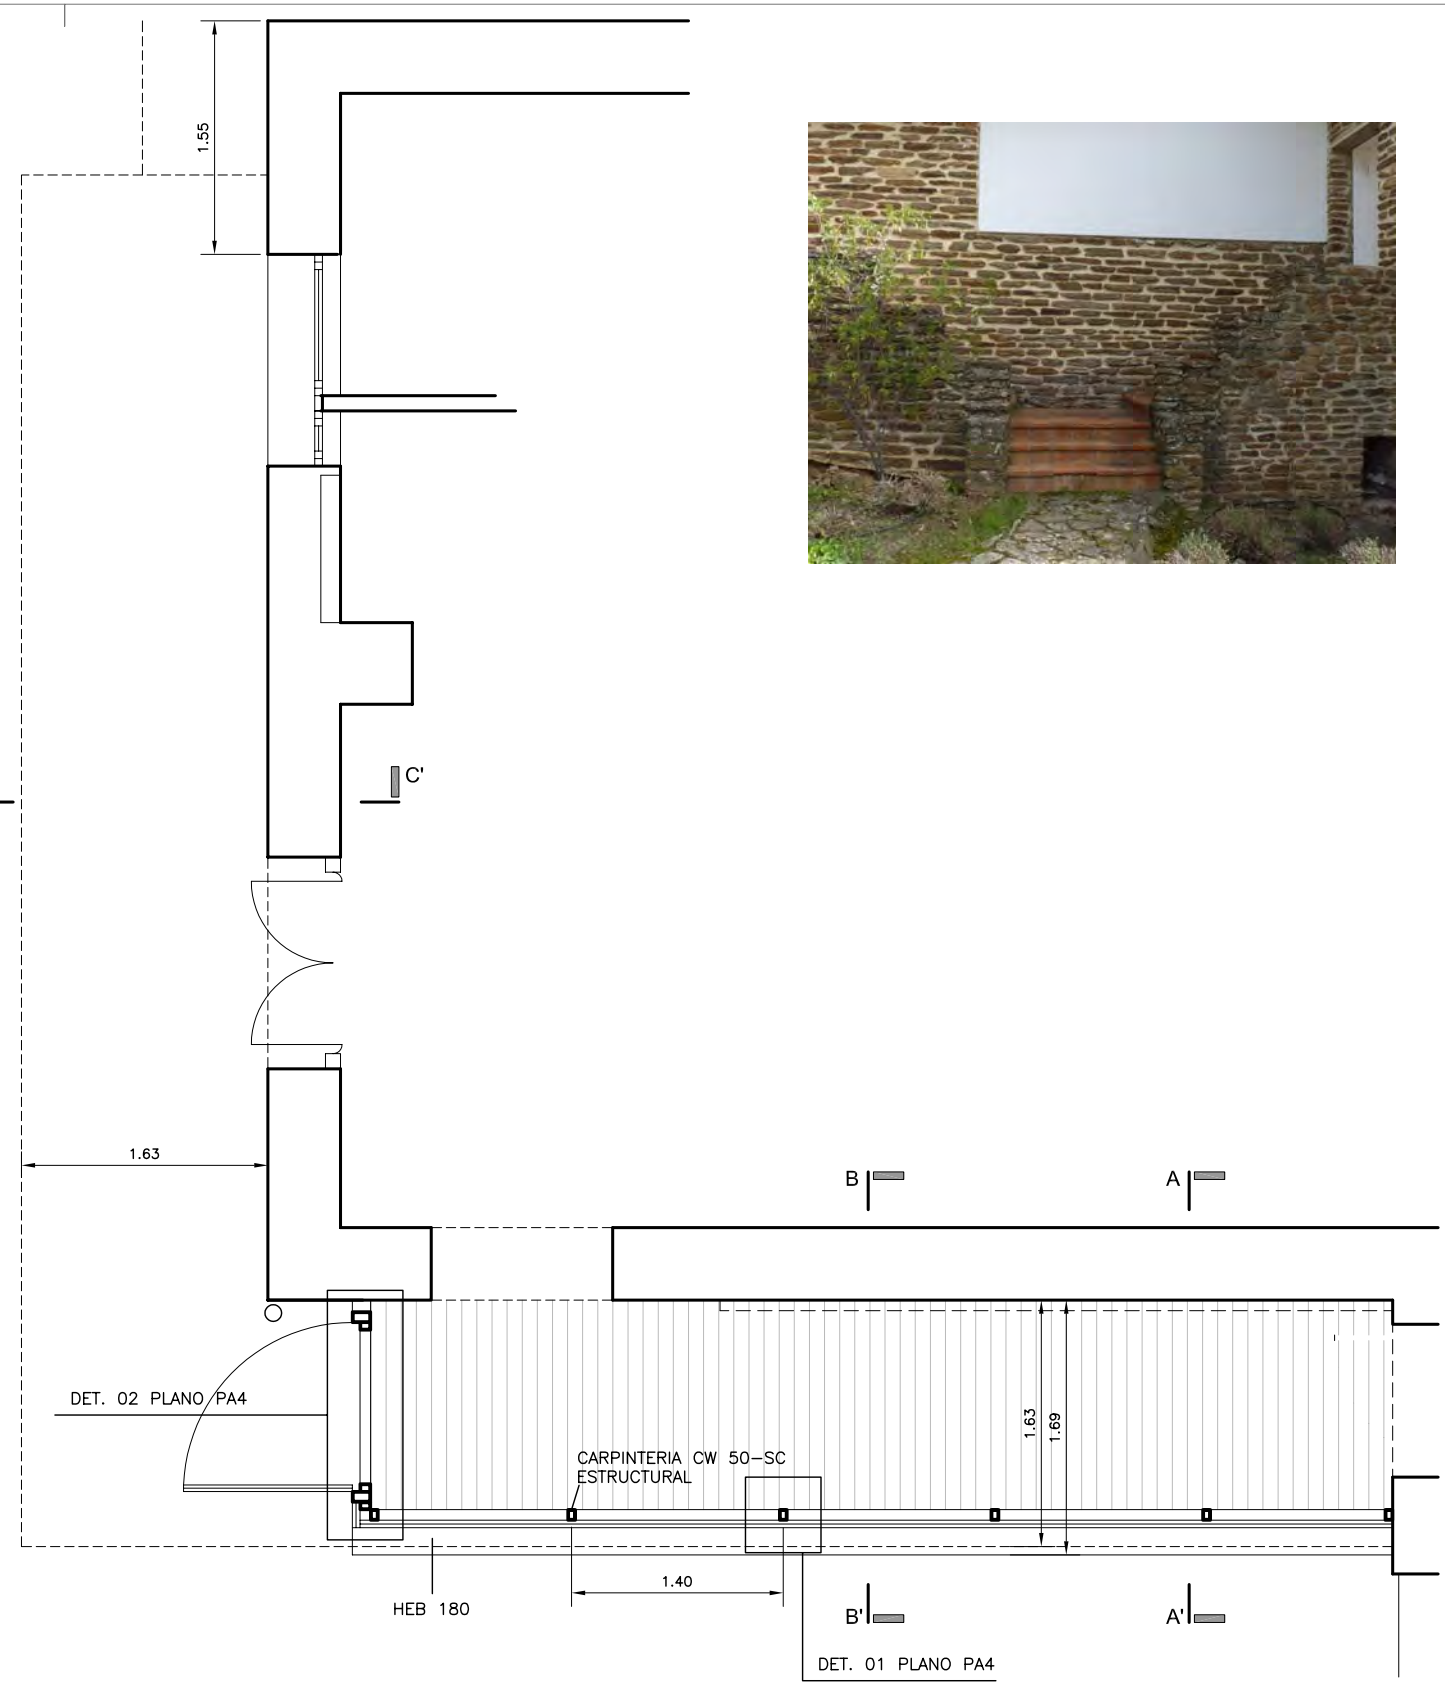 1.55
C'
1.63
B
A
DET. 02 PLANO PA4
1.63
1.69
CARPINTERIA CW 50-SC
ESTRUCTURAL
1.40
HEB 180
B'
A'
DET. 01 PLANO PA4